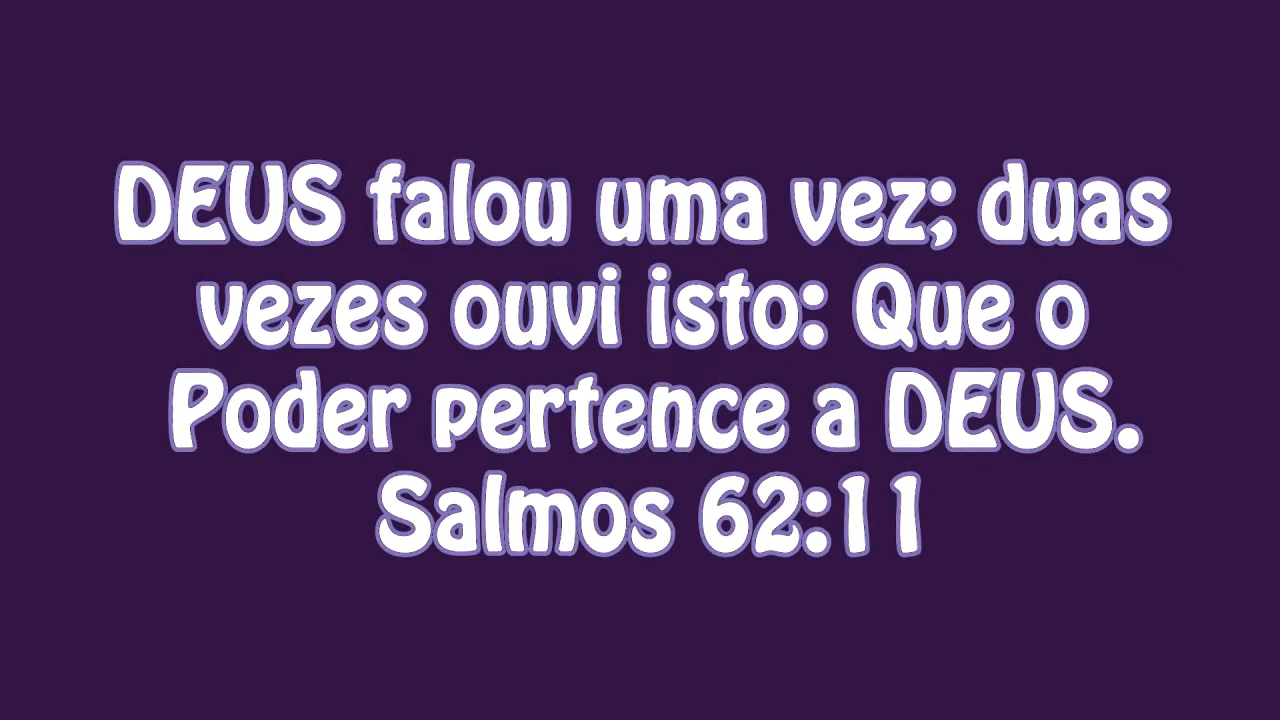 DEUS falou uma vez; duas
vezes ouvi isto: Que o
Poder pertence a DEUS.
Salmos 62:11